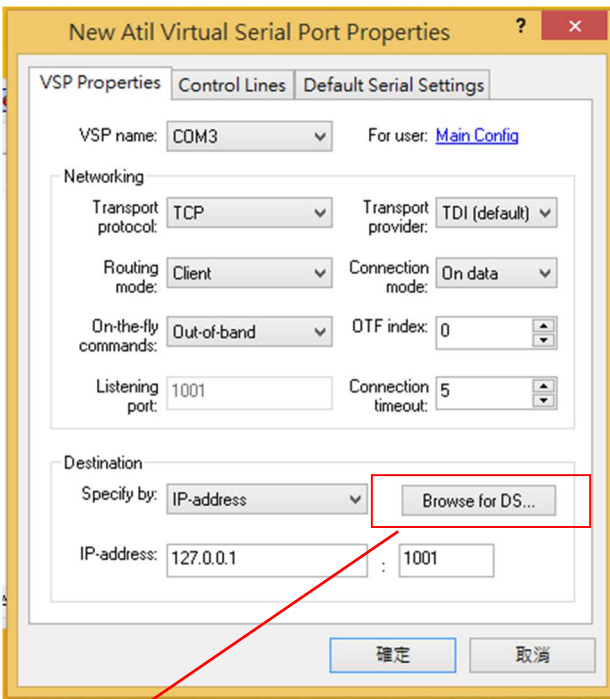 New Atil Virtual Serial Port Properties ? ×
VSP Properties Control Lines Default Serial Settings
VSP name: COM3 For user: Main Config
Networking
Transport protocol: TCP Transport provider: TDI (default)
Routing mode: Client Connection mode: On data
On-the-fly commands: Out-of-band OTF index: 0
Listening port: 1001 Connection timeout: 5
Destination
Specify by: IP-address Browse for DS...
IP-address: 127.0.0.1 : 1001
確定 取消